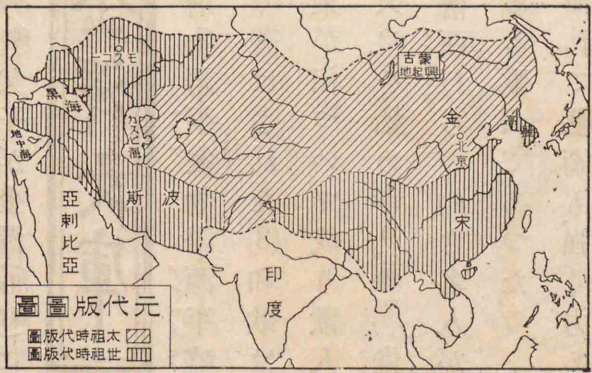 蒙古
興起地
モスコー
黑海
カスピ海
地中海
金
北京
波斯
宋
亞剌比亞
印度
元代版圖圖
太祖時代版圖
世祖時代版圖